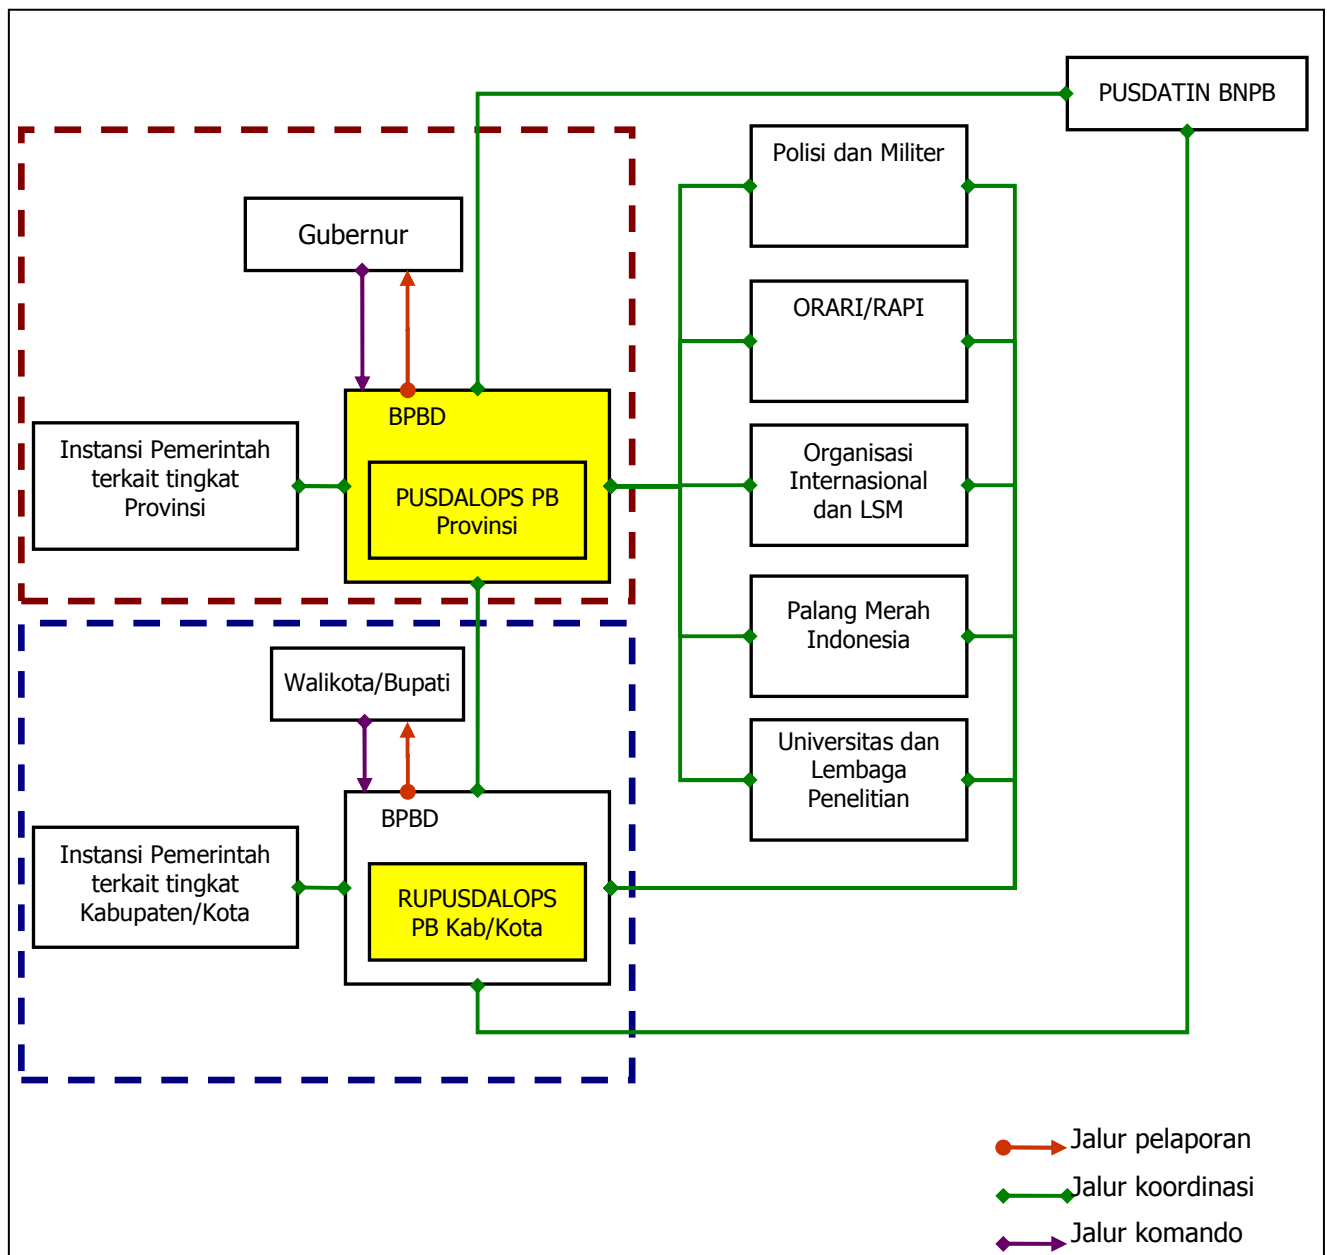 PUSDATIN BNPB
Polisi dan Militer
Gubernur
ORARI/RAPI
BPBD
Instansi Pemerintah
terkait tingkat
Provinsi
PUSDALOPS PB
Provinsi
Organisasi
Internasional
dan LSM
Palang Merah
Indonesia
Walikota/Bupati
Universitas dan
Lembaga
Penelitian
BPBD
Instansi Pemerintah
terkait tingkat
Kabupaten/Kota
RUPUSDALOPS
PB Kab/Kota
Jalur pelaporan
Jalur koordinasi
Jalur komando